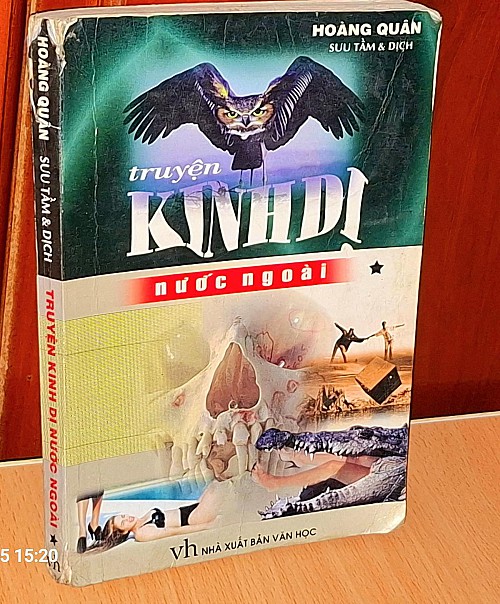 HOÀNG QUÂN
SƯU TẦM & DỊCH
truyện
KINH DỊ
nước ngoài
vh NHÀ XUẤT BẢN VĂN HỌC
HOÀNG QUÂN SƯU TẦM & DỊCH TRUYỆN KINH DỊ NƯỚC NGOÀI vh
5 15:20